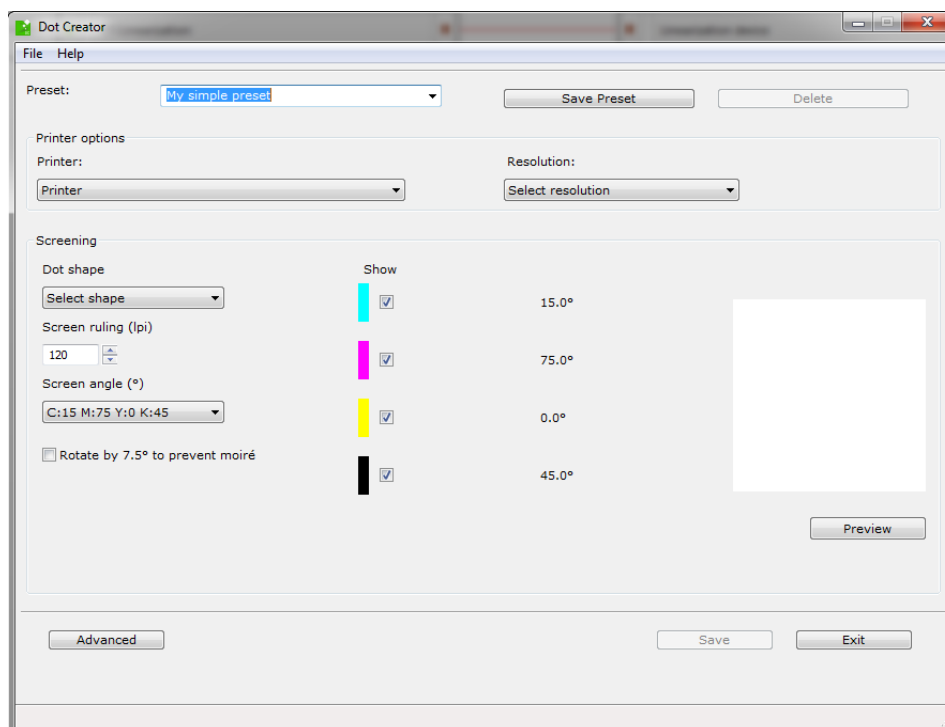 Dot Creator
File Help
Preset: My simple preset Save Preset Delete
Printer options
Printer: Resolution:
Printer Select resolution
Screening
Dot shape Show
Select shape 15.0°
Screen ruling (lpi)
120 75.0°
Screen angle (°)
C:15 M:75 Y:0 K:45 0.0°
Rotate by 7.5° to prevent moiré
45.0°
Preview
Advanced Save Exit